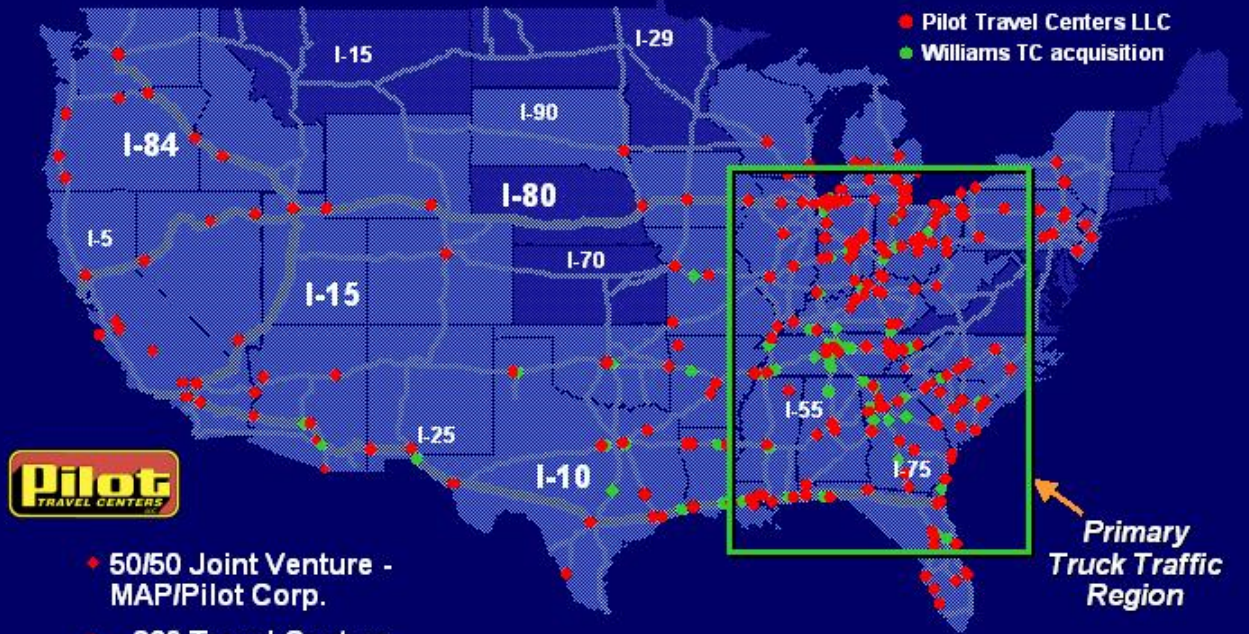 Pilot Travel Centers LLC
Williams TC acquisition
I-15
I-29
I-90
I-84
I-80
I-5
I-70
I-15
I-55
I-25
I-10
I-75
Pilot
TRAVEL CENTERS
LLC
Primary
Truck Traffic
Region
50/50 Joint Venture -
MAP/Pilot Corp.